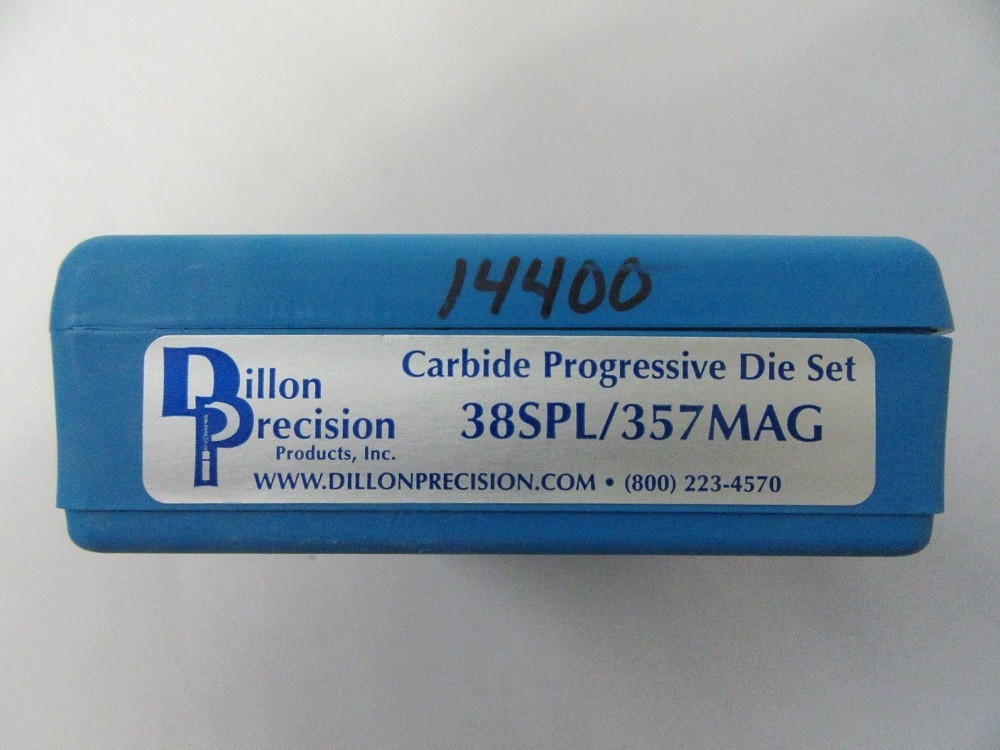 14400
Dillon Precision
Products, Inc.
Carbide Progressive Die Set
38SPL/357MAG
WWW.DILLONPRECISION.COM • (800) 223-4570